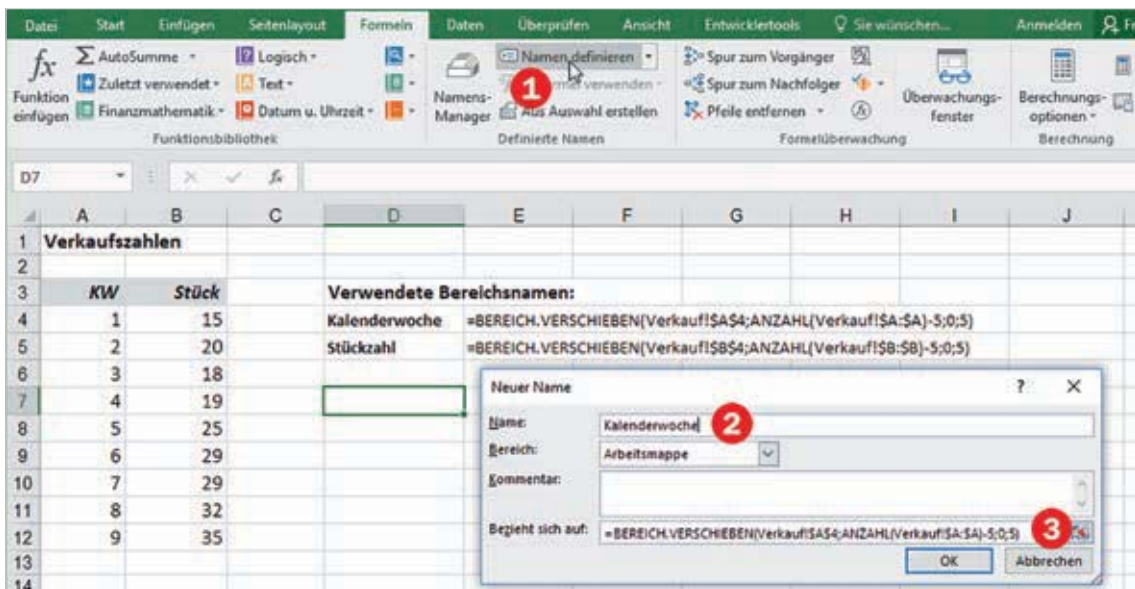 Datei Start Einfügen Seitenlayout Formeln Daten Überprüfen Ansicht Entwicklertools Sie wünschen... Anmelden
fx AutoSumme Logisch Namen definieren Spur zum Vorgänger
Zuletzt verwendet Text verwenden Spur zum Nachfolger
Funktion einfügen Finanzmathematik Datum u. Uhrzeit Namens-Manager Aus Auswahl erstellen Pfeile entfernen Überwachungs-fenster Berechnungs-optionen
Funktionsbibliothek Definierte Namen Formelüberwachung Berechnung
1
D7 fx
A B C D E F G H I J
1 Verkaufszahlen
2
3 KW Stück Verwendete Bereichsnamen:
4 1 15 Kalenderwoche =BEREICH.VERSCHIEBEN(Verkauf!$A$4;ANZAHL(Verkauf!$A:$A)-5;0;5)
5 2 20 Stückzahl =BEREICH.VERSCHIEBEN(Verkauf!$B$4;ANZAHL(Verkauf!$B:$B)-5;0;5)
6 3 18
7 4 19
8 5 25
9 6 29
10 7 29
11 8 32
12 9 35
13
14
Neuer Name ? ×
Name: Kalenderwoche 2
Bereich: Arbeitsmappe
Kommentar:
Bezieht sich auf: =BEREICH.VERSCHIEBEN(Verkauf!$A$4;ANZAHL(Verkauf!$A:$A)-5;0;5) 3
OK Abbrechen